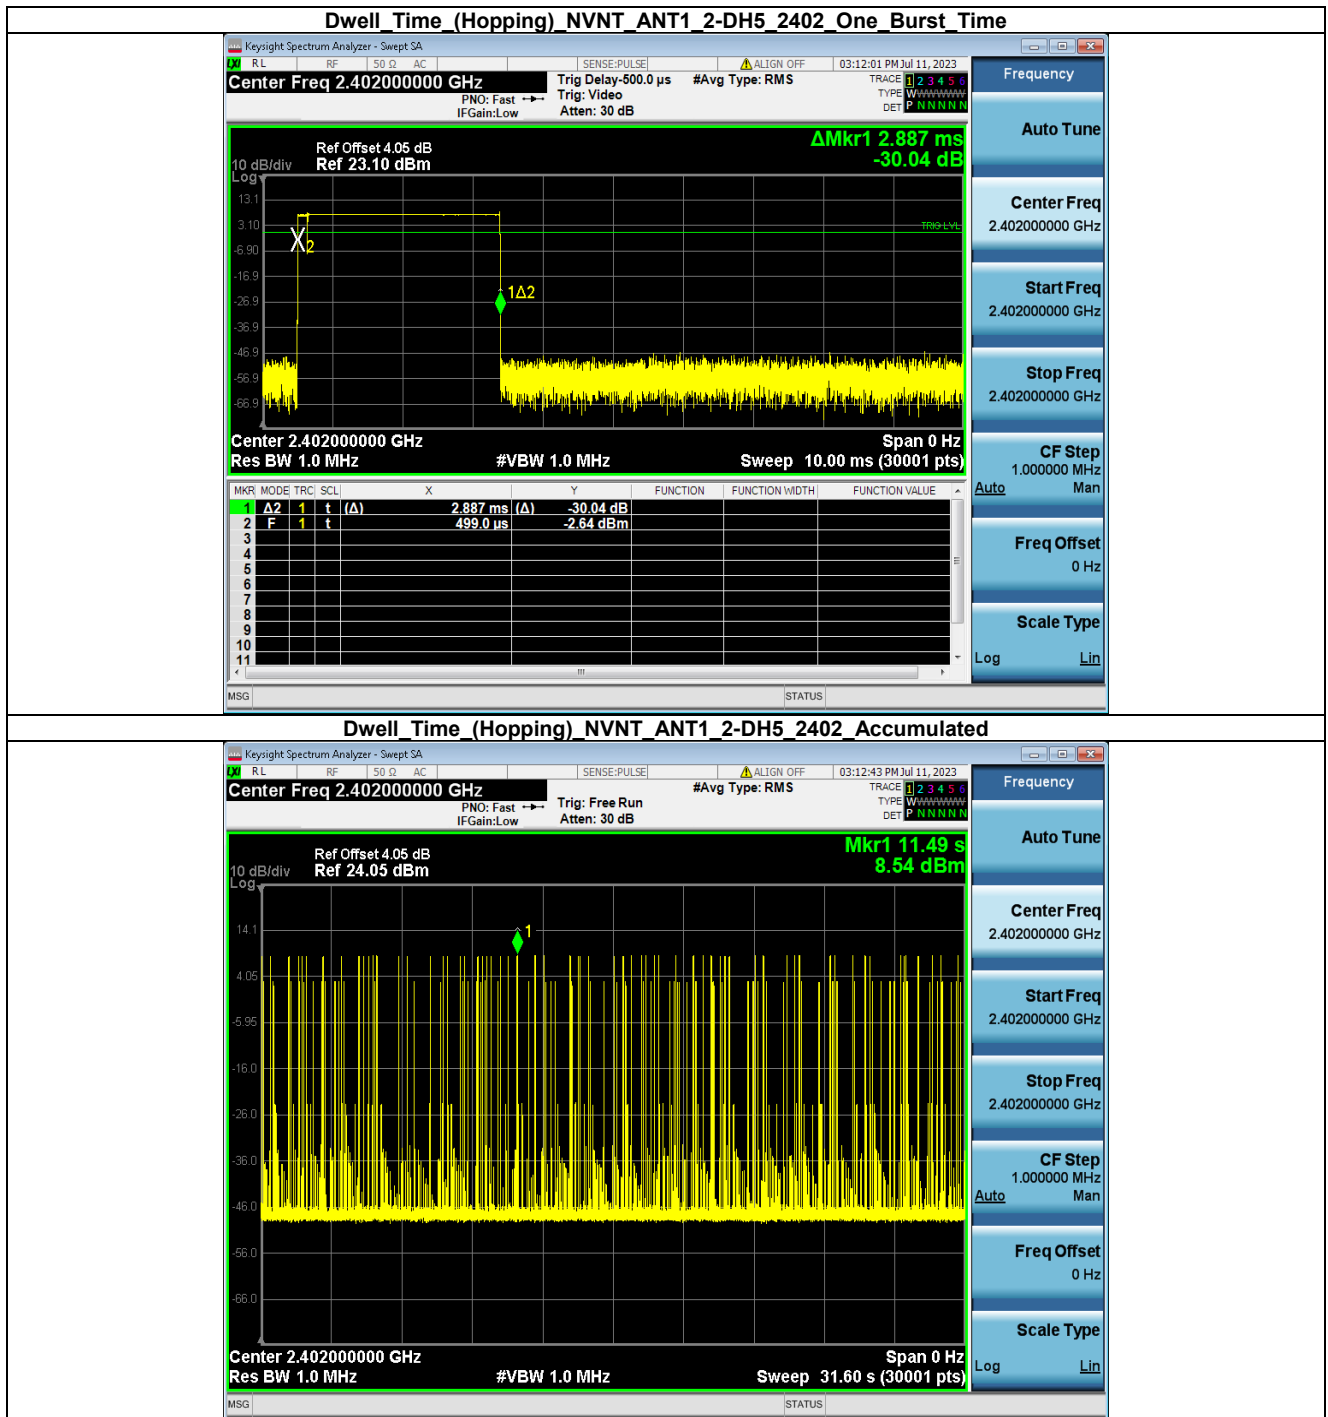 Dwell_Time_(Hopping)_NVNT_ANT1_2-DH5_2402_One_Burst_Time
Keysight Spectrum Analyzer - Swept SA
LXI RL RF 50 Ω AC SENSE:PULSE ALIGN OFF 03:12:01 PM Jul 11, 2023
Center Freq 2.402000000 GHz
PNO: Fast
IFGain:Low
Trig Delay-500.0 µs
Trig: Video
Atten: 30 dB
#Avg Type: RMS
TRACE 1 2 3 4 5 6
TYPE WWWWWW
DET P NNNNN
Frequency
Auto Tune
Center Freq
2.402000000 GHz
Start Freq
2.402000000 GHz
Stop Freq
2.402000000 GHz
CF Step
1.000000 MHz
Auto Man
Freq Offset
0 Hz
Scale Type
Log Lin
ΔMkr1 2.887 ms
-30.04 dB
Ref Offset 4.05 dB
10 dB/div Ref 23.10 dBm
Log
13.1
3.10
-6.90
-16.9
-26.9
-36.9
-46.9
-56.9
-66.9
TRIG LVL
2
1Δ2
Center 2.402000000 GHz Span 0 Hz
Res BW 1.0 MHz #VBW 1.0 MHz Sweep 10.00 ms (30001 pts)
MKR MODE TRC SCL X Y FUNCTION FUNCTION WIDTH FUNCTION VALUE
1 Δ2 1 t (Δ) 2.887 ms (Δ) -30.04 dB
2 F 1 t 499.0 µs -2.64 dBm
3
4
5
6
7
8
9
10
11
MSG STATUS
Dwell_Time_(Hopping)_NVNT_ANT1_2-DH5_2402_Accumulated
Keysight Spectrum Analyzer - Swept SA
LXI RL RF 50 Ω AC SENSE:PULSE ALIGN OFF 03:12:43 PM Jul 11, 2023
Center Freq 2.402000000 GHz
PNO: Fast
IFGain:Low
Trig: Free Run
Atten: 30 dB
#Avg Type: RMS
TRACE 1 2 3 4 5 6
TYPE WWWWWW
DET P NNNNN
Frequency
Auto Tune
Center Freq
2.402000000 GHz
Start Freq
2.402000000 GHz
Stop Freq
2.402000000 GHz
CF Step
1.000000 MHz
Auto Man
Freq Offset
0 Hz
Scale Type
Log Lin
Mkr1 11.49 s
8.54 dBm
Ref Offset 4.05 dB
10 dB/div Ref 24.05 dBm
Log
14.1
4.05
-5.95
-16.0
-26.0
-36.0
-46.0
-56.0
-66.0
1
Center 2.402000000 GHz Span 0 Hz
Res BW 1.0 MHz #VBW 1.0 MHz Sweep 31.60 s (30001 pts)
MSG STATUS